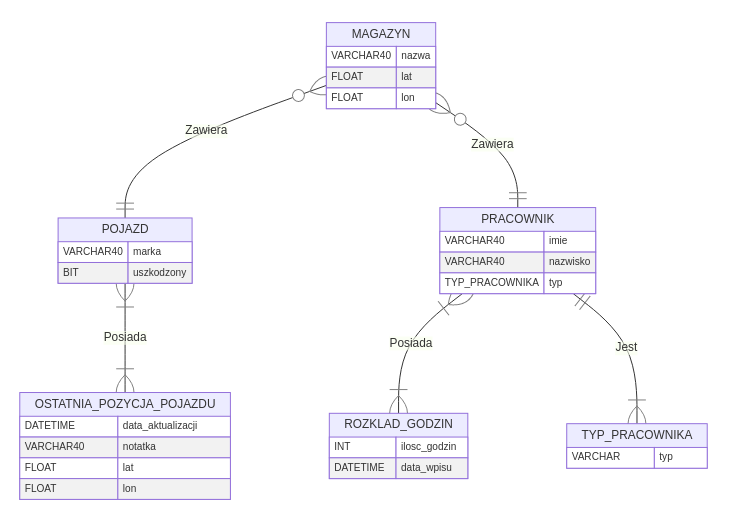 MAGAZYN
VARCHAR40 nazwa
FLOAT lat
FLOAT lon
Zawiera
Zawiera
POJAZD
VARCHAR40 marka
BIT uszkodzony
PRACOWNIK
VARCHAR40 imie
VARCHAR40 nazwisko
TYP_PRACOWNIKA typ
Posiada
Posiada
Jest
OSTATNIA_POZYCJA_POJAZDU
DATETIME data_aktualizacji
VARCHAR40 notatka
FLOAT lat
FLOAT lon
ROZKLAD_GODZIN
INT ilosc_godzin
DATETIME data_wpisu
TYP_PRACOWNIKA
VARCHAR typ